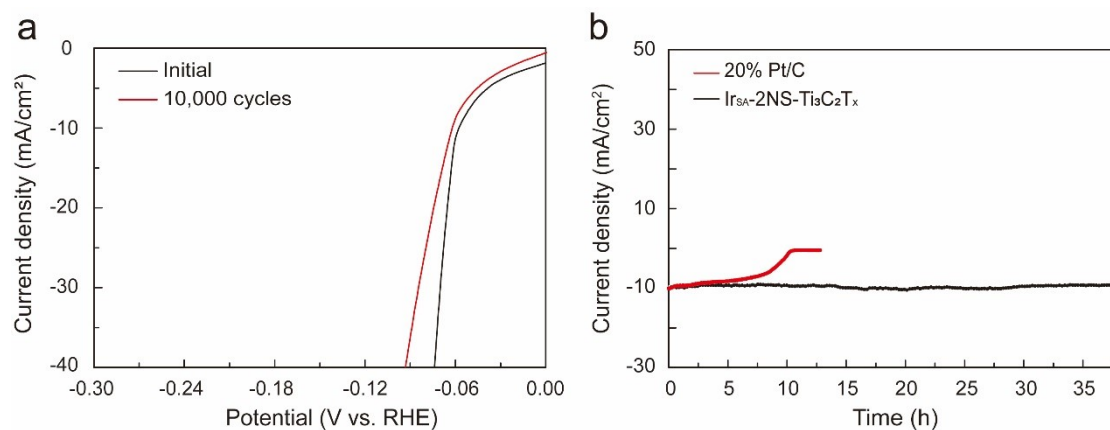 a
Current density (mA/cm²)
0
-10
-20
-30
-40
Initial
10,000 cycles
-0.30 -0.24 -0.18 -0.12 -0.06 0.00
Potential (V vs. RHE)
b
Current density (mA/cm²)
50
30
10
-10
-30
20% Pt/C
Ir_SA-2NS-Ti₃C₂Tₓ
0 5 10 15 20 25 30 35
Time (h)